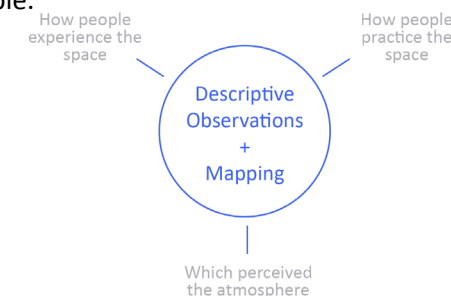 How people
experience the
space
How people
practice the
space
Descriptive
Observations
+
Mapping
Which perceived
the atmosphere